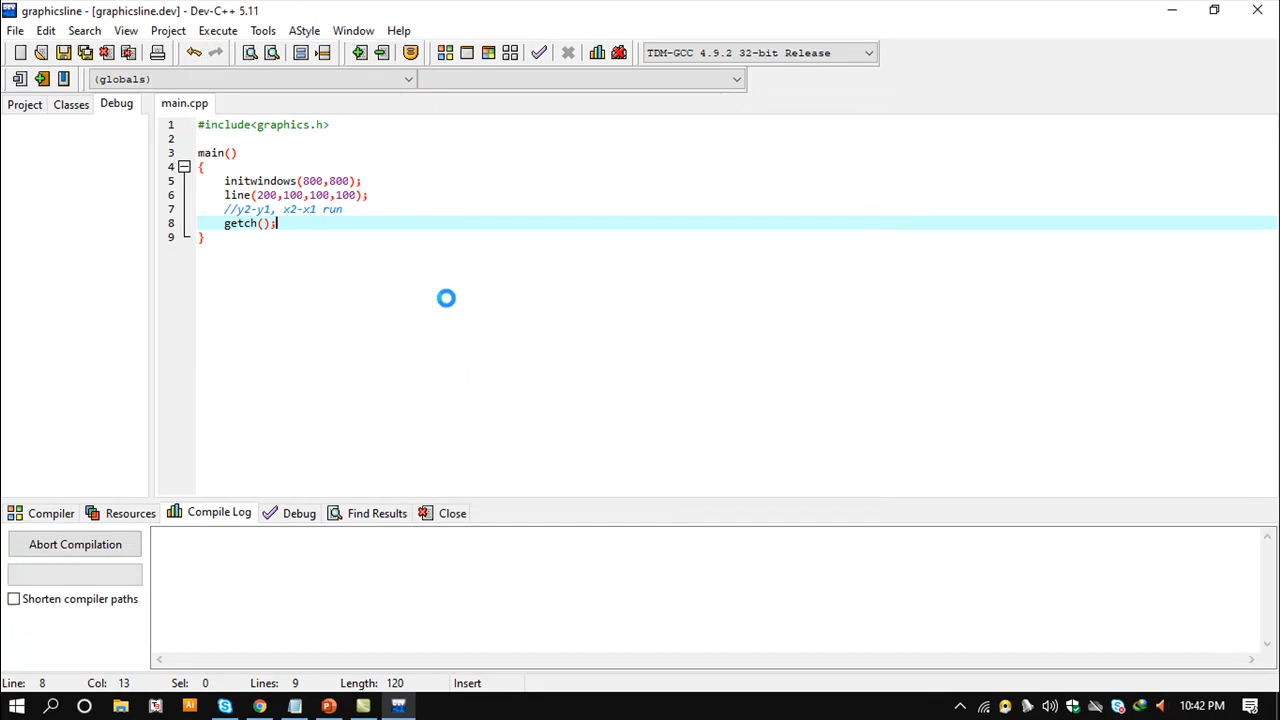 graphicsline - [graphicsline.dev] - Dev-C++ 5.11
File Edit Search View Project Execute Tools AStyle Window Help
TDM-GCC 4.9.2 32-bit Release
(globals)
Project Classes Debug
main.cpp
1 #include<graphics.h>
2
3 main()
4 {
5 initwindows(800,800);
6 line(200,100,100,100);
7 //y2-y1, x2-x1 run
8 getch();
9 }
Compiler Resources Compile Log Debug Find Results Close
Abort Compilation
Shorten compiler paths
Line: 8 Col: 13 Sel: 0 Lines: 9 Length: 120 Insert
10:42 PM